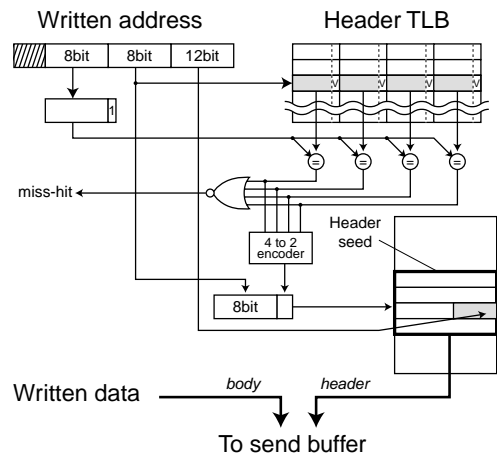 Written address
Header TLB
8bit 8bit 12bit
V V V V
1
= = = =
miss-hit
4 to 2
encoder
Header
seed
8bit
Written data
body
header
To send buffer